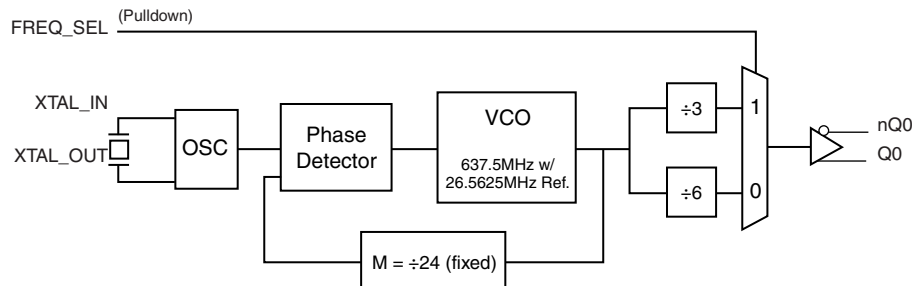 FREQ_SEL
(Pulldown)
XTAL_IN
XTAL_OUT
OSC
Phase
Detector
VCO
637.5MHz w/
26.5625MHz Ref.
÷3
÷6
1
0
nQ0
Q0
M = ÷24 (fixed)